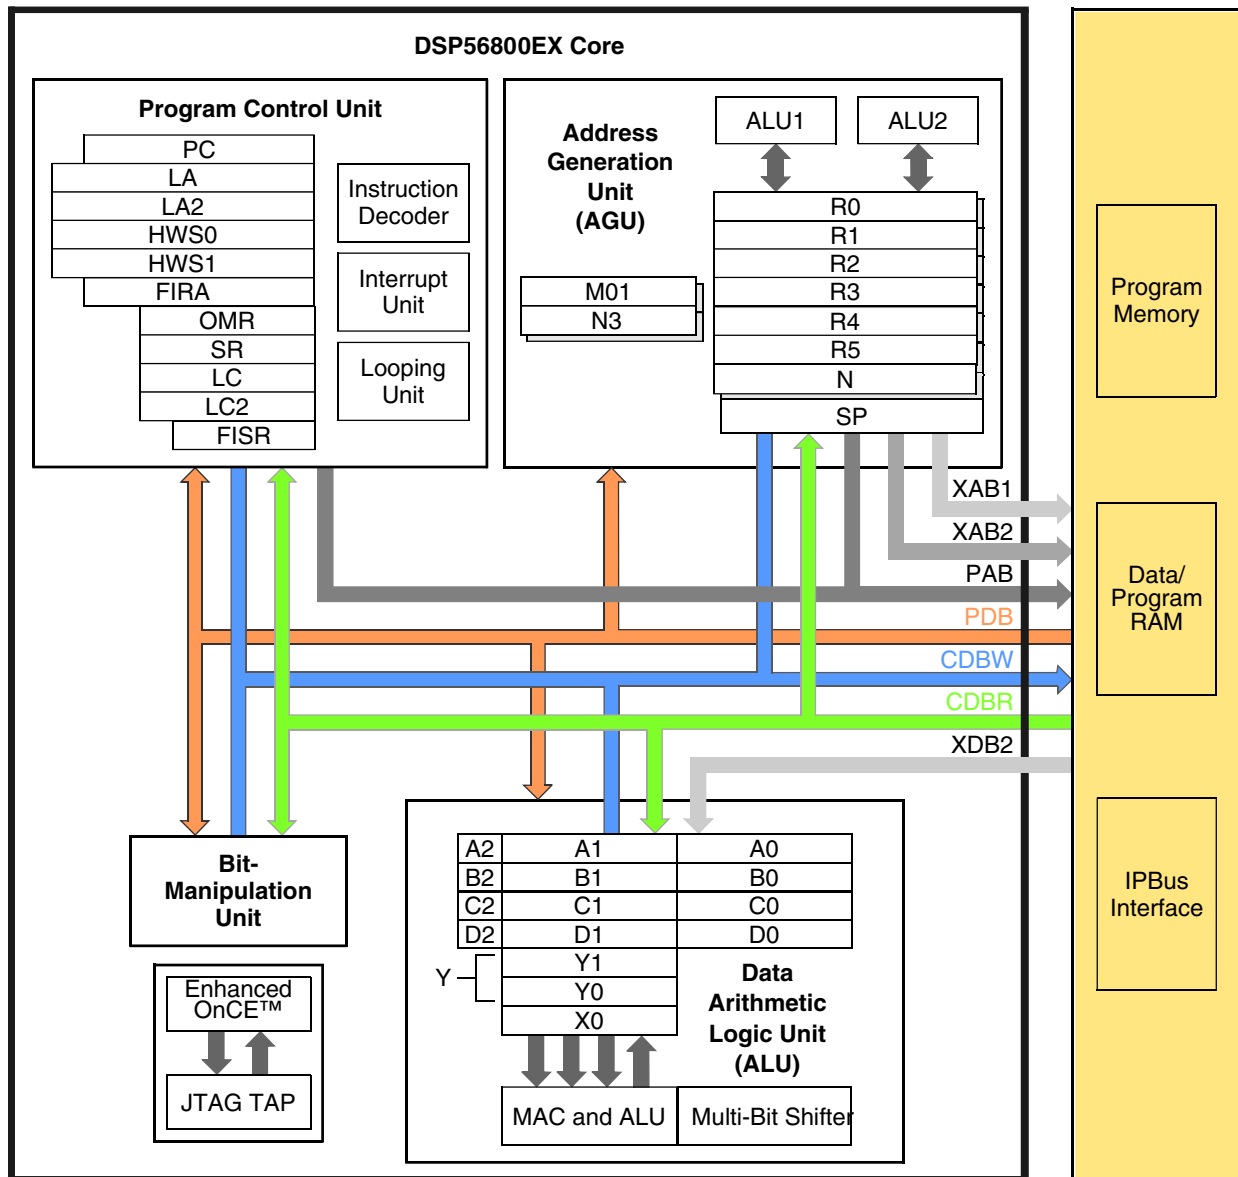 DSP56800EX Core
Program Control Unit
PC
LA
LA2
HWS0
HWS1
FIRA
OMR
SR
LC
LC2
FISR
Instruction
Decoder
Interrupt
Unit
Looping
Unit
Address
Generation
Unit
(AGU)
ALU1
ALU2
R0
R1
R2
R3
R4
R5
N
SP
M01
N3
XAB1
XAB2
PAB
PDB
CDBW
CDBR
XDB2
Program
Memory
Data/
Program
RAM
IPBus
Interface
Bit-
Manipulation
Unit
Enhanced
OnCE™
JTAG TAP
A2 A1 A0
B2 B1 B0
C2 C1 C0
D2 D1 D0
Y
Y1
Y0
X0
Data
Arithmetic
Logic Unit
(ALU)
MAC and ALU
Multi-Bit Shifter